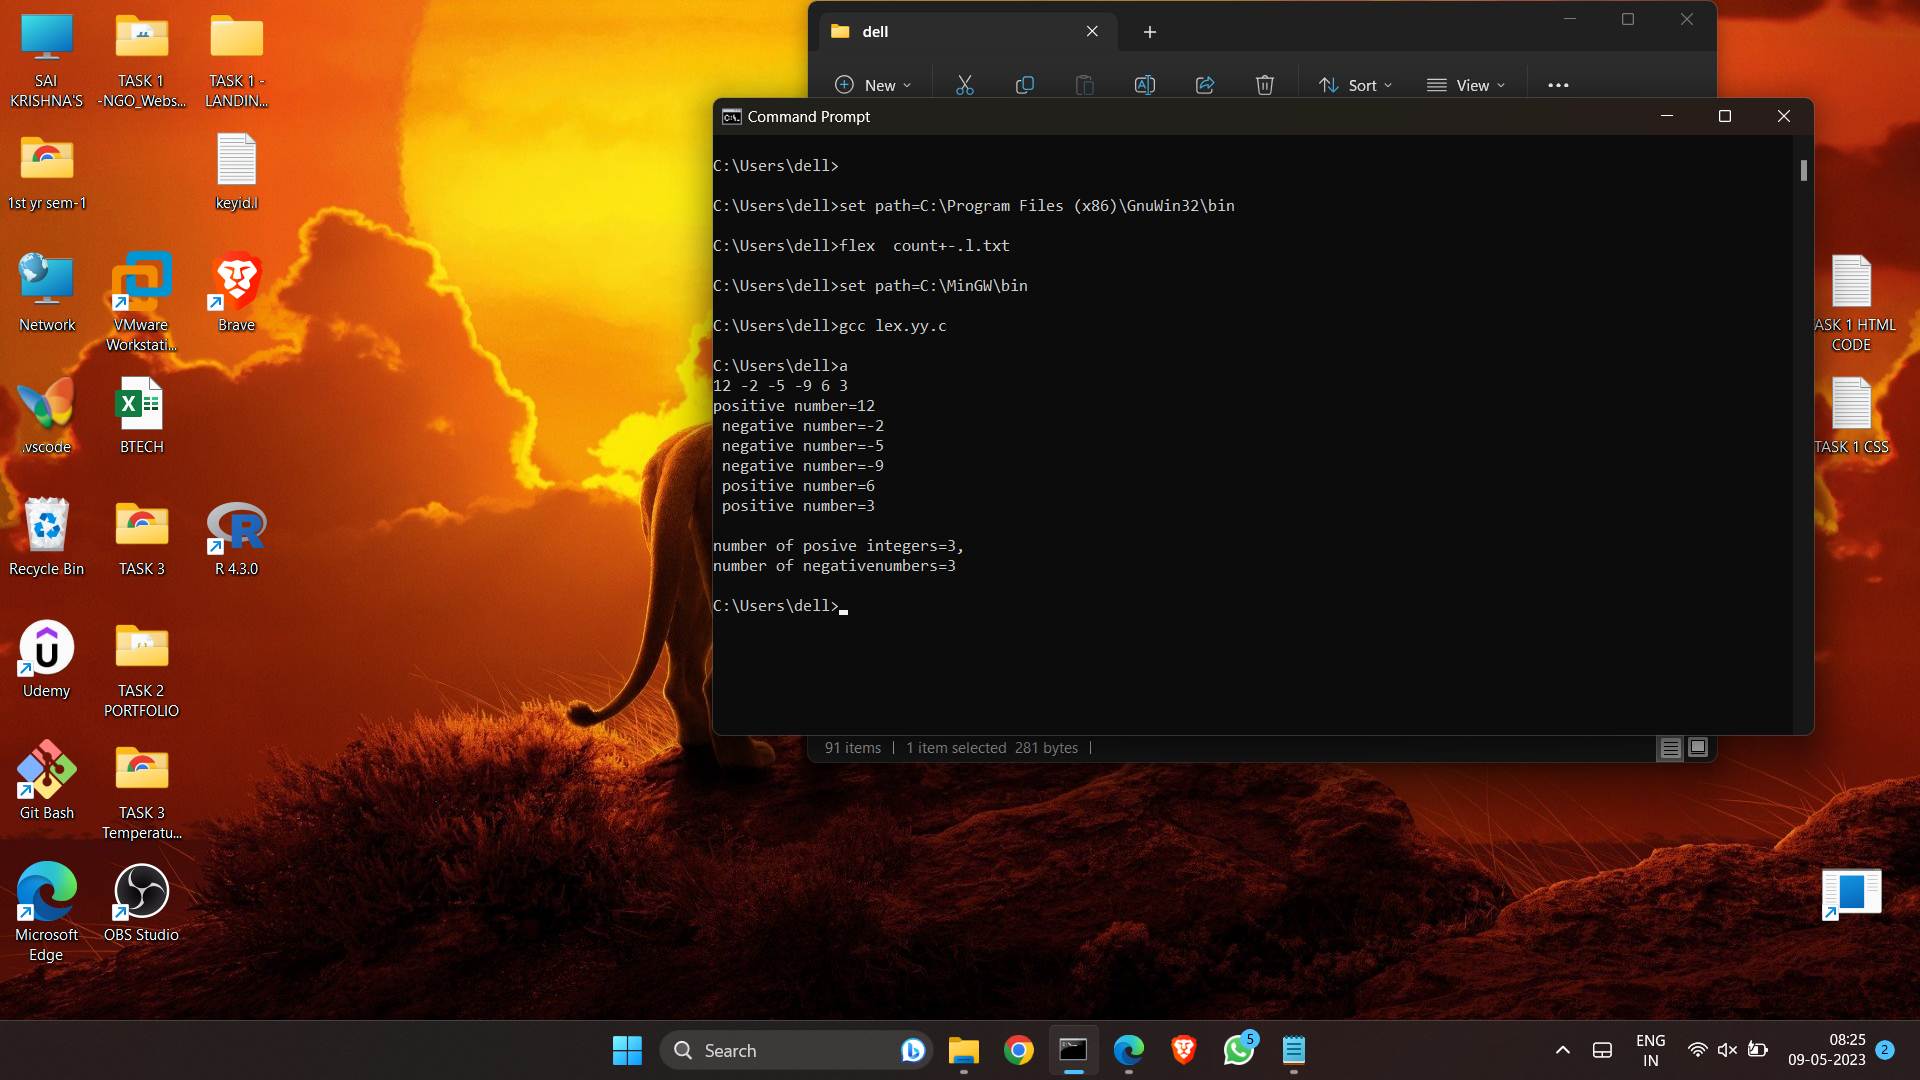 SAI
KRISHNA'S
TASK 1
-NGO_Webs...
TASK 1 -
LANDIN...
1st yr sem-1
keyid.l
Network
VMware
Workstati...
Brave
.vscode
BTECH
Recycle Bin
TASK 3
R 4.3.0
Udemy
TASK 2
PORTFOLIO
Git Bash
TASK 3
Temperatu...
Microsoft
Edge
OBS Studio
dell
New
Sort
View
Command Prompt
C:\Users\dell>
C:\Users\dell>set path=C:\Program Files (x86)\GnuWin32\bin
C:\Users\dell>flex  count+-.l.txt
C:\Users\dell>set path=C:\MinGW\bin
C:\Users\dell>gcc lex.yy.c
C:\Users\dell>a
12 -2 -5 -9 6 3
positive number=12
 negative number=-2
 negative number=-5
 negative number=-9
 positive number=6
 positive number=3
number of posive integers=3,
number of negativenumbers=3
C:\Users\dell>
91 items | 1 item selected 281 bytes |
ASK 1 HTML
CODE
TASK 1 CSS
Search
5
ENG
IN
08:25
09-05-2023
2